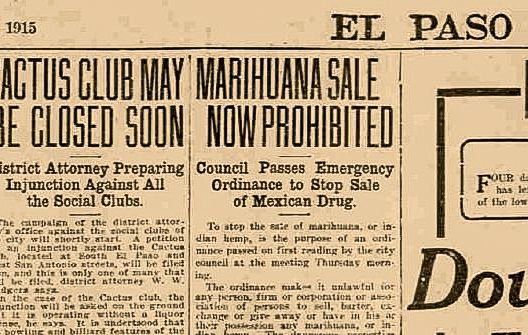 1915
EL PASO
ACTUS CLUB MAY
BE CLOSED SOON
istrict Attorney Preparing
Injunction Against All
the Social Clubs.
The campaign of the district attor-
y's office against the social clubs of
city will shortly start. A petition
an injunction against the Cactus
b, located at South El Paso and
est San Antonio streets, will be filed
n, and this is only one of many that
l be filed, district attorney W. W.
dgers says.
n the case of the Cactus club, the
unction will be asked on the ground
t it is operating without a liquor
ense, he says. It is understood that
bowling and billiard features of the
MARIHUANA SALE
NOW PROHIBITED
Council Passes Emergency
Ordinance to Stop Sale
of Mexican Drug.
To stop the sale of marihuana, or in-
dian hemp, is the purpose of an ordi-
nance passed on first reading by the city
council at the meeting Thursday morn-
ing.
The ordinance makes it unlawful for
any person, firm or corporation or asso-
ciation of persons to sell, barter, ex-
change or give away or have in his or
their possession any marihuana, or in-
FOUR d
has le
of the low
Dou